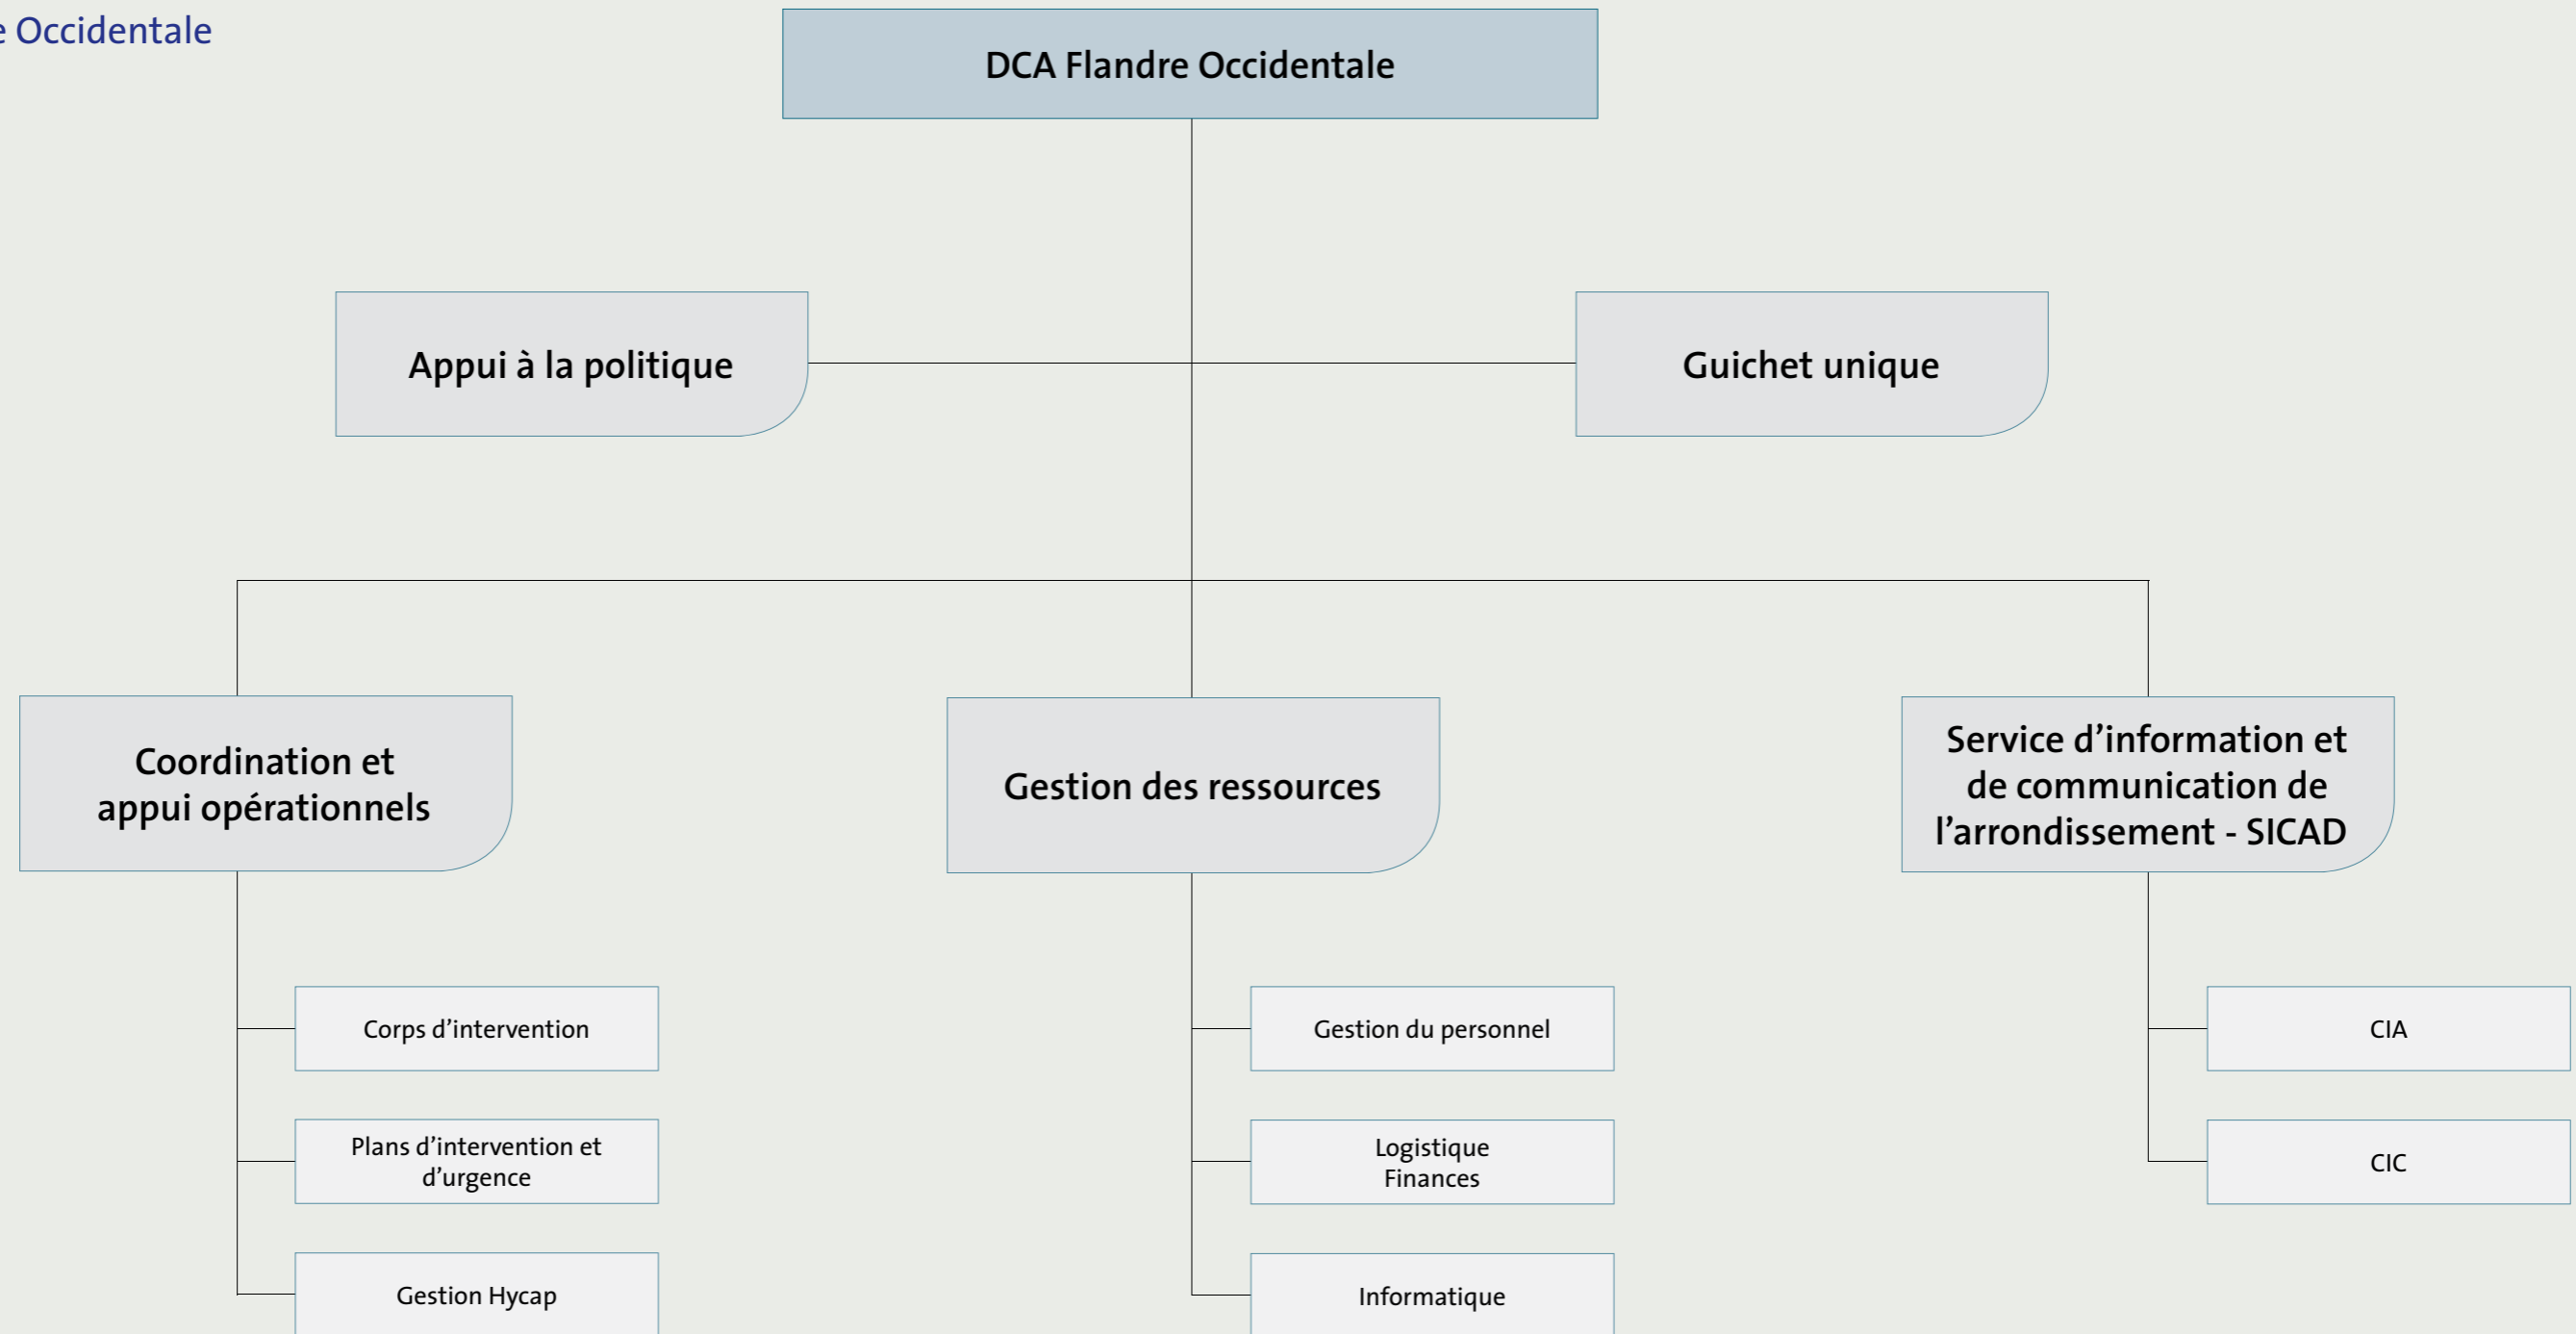 e Occidentale
DCA Flandre Occidentale
Appui à la politique
Guichet unique
Coordination et
appui opérationnels
Gestion des ressources
Service d’information et
de communication de
l’arrondissement - SICAD
Corps d’intervention
Plans d’intervention et
d’urgence
Gestion Hycap
Gestion du personnel
Logistique
Finances
Informatique
CIA
CIC